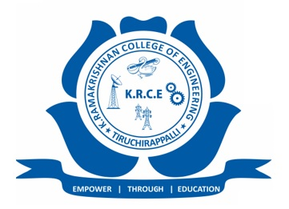 K.RAMAKRISHNAN COLLEGE OF ENGINEERING
K.R.C.E
* TIRUCHIRAPPALLI *
EMPOWER | THROUGH | EDUCATION